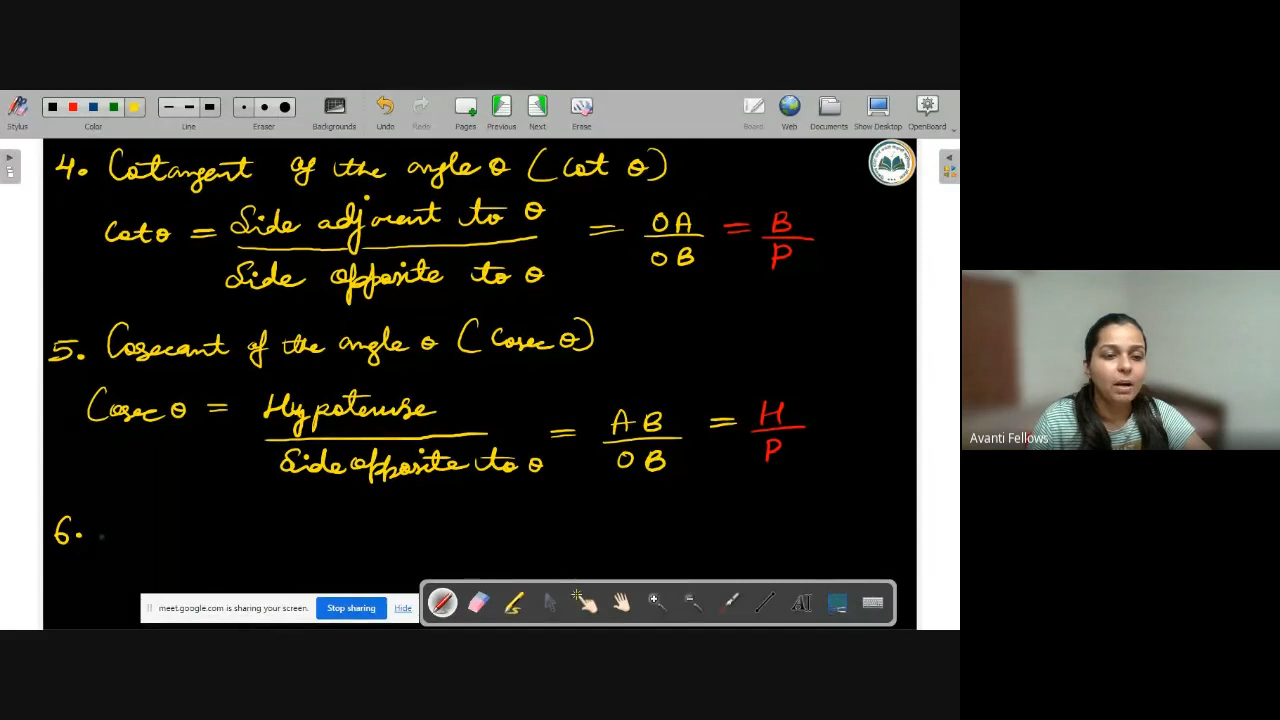 Stylus Color Line Eraser Backgrounds Undo Redo Pages Previous Next Erase Board Web Documents Show Desktop OpenBoard
4. Cotangent of the angle θ (Cot θ)
Cot θ = Side adjacent to θ / Side opposite to θ = OA / OB = B / P
5. Cosecant of the angle θ (Cosec θ)
Cosec θ = Hypotenuse / Side opposite to θ = AB / OB = H / P
6.
meet.google.com is sharing your screen. Stop sharing Hide
AI
Avanti Fellows